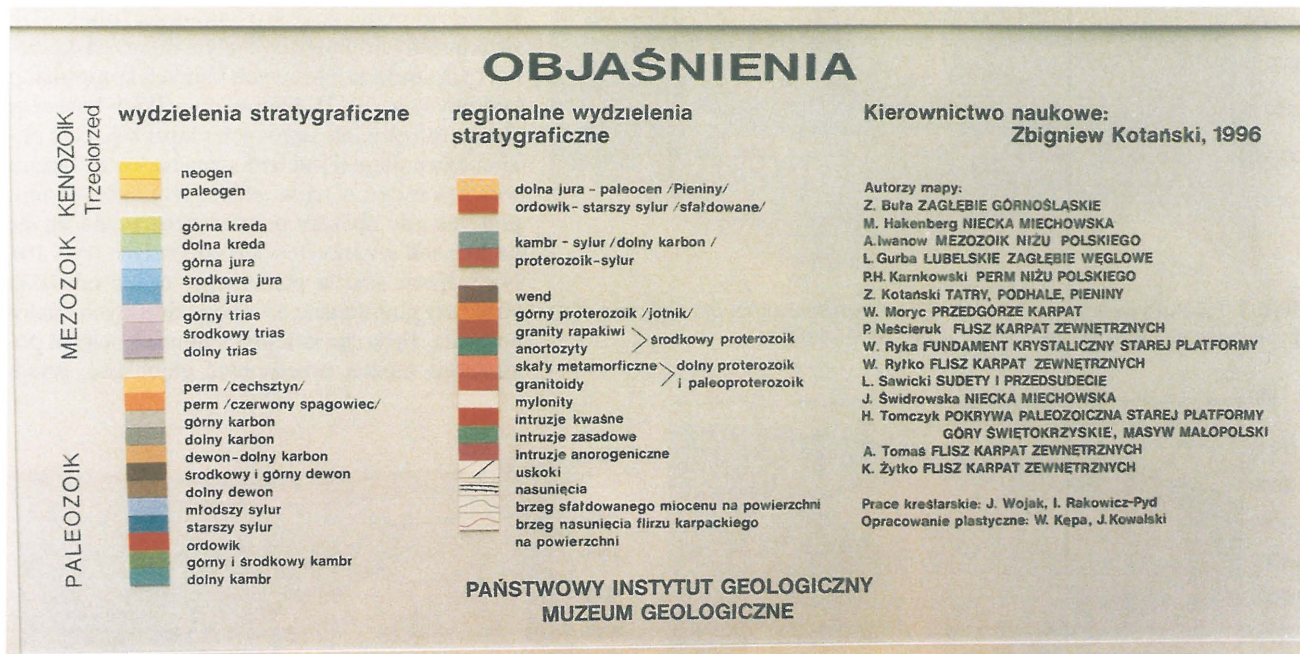 OBJAŚNIENIA
KENOZOIK
Trzeciorzęd
MEZOZOIK
PALEOZOIK
wydzielenia stratygraficzne
neogen
paleogen
górna kreda
dolna kreda
górna jura
środkowa jura
dolna jura
górny trias
środkowy trias
dolny trias
perm /cechsztyn/
perm /czerwony spągowiec/
górny karbon
dolny karbon
dewon-dolny karbon
środkowy i górny dewon
dolny dewon
młodszy sylur
starszy sylur
ordowik
górny i środkowy kambr
dolny kambr
regionalne wydzielenia
stratygraficzne
dolna jura - paleocen /Pieniny/
ordowik- starszy sylur /sfałdowane/
kambr - sylur /dolny karbon /
proterozoik-sylur
wend
górny proterozoik /jotnik/
granity rapakiwi
anortozyty
środkowy proterozoik
skały metamorficzne
granitoidy
dolny proterozoik
i paleoproterozoik
mylonity
intruzje kwaśne
intruzje zasadowe
intruzje anorogeniczne
uskoki
nasunięcia
brzeg sfałdowanego miocenu na powierzchni
brzeg nasunięcia flirzu karpackiego
na powierzchni
Kierownictwo naukowe:
Zbigniew Kotański, 1996
Autorzy mapy:
Z. Buła ZAGŁĘBIE GÓRNOŚLĄSKIE
M. Hakenberg NIECKA MIECHOWSKA
A.Iwanow MEZOZOIK NIŻU POLSKIEGO
L. Gurba LUBELSKIE ZAGŁĘBIE WĘGLOWE
P.H. Karnkowski PERM NIŻU POLSKIEGO
Z. Kotański TATRY, PODHALE, PIENINY
W. Moryc PRZEDGÓRZE KARPAT
P. Neścieruk FLISZ KARPAT ZEWNĘTRZNYCH
W. Ryka FUNDAMENT KRYSTALICZNY STAREJ PLATFORMY
W. Ryłko FLISZ KARPAT ZEWNĘTRZNYCH
L. Sawicki SUDETY I PRZEDSUDECIE
J. Świdrowska NIECKA MIECHOWSKA
H. Tomczyk POKRYWA PALEOZOICZNA STAREJ PLATFORMY
GÓRY ŚWIĘTOKRZYSKIE, MASYW MAŁOPOLSKI
A. Tomaś FLISZ KARPAT ZEWNĘTRZNYCH
K. Żytko FLISZ KARPAT ZEWNĘTRZNYCH
Prace kreślarskie: J. Wojak, I. Rakowicz-Pyd
Opracowanie plastyczne: W. Kępa, J.Kowalski
PAŃSTWOWY INSTYTUT GEOLOGICZNY
MUZEUM GEOLOGICZNE